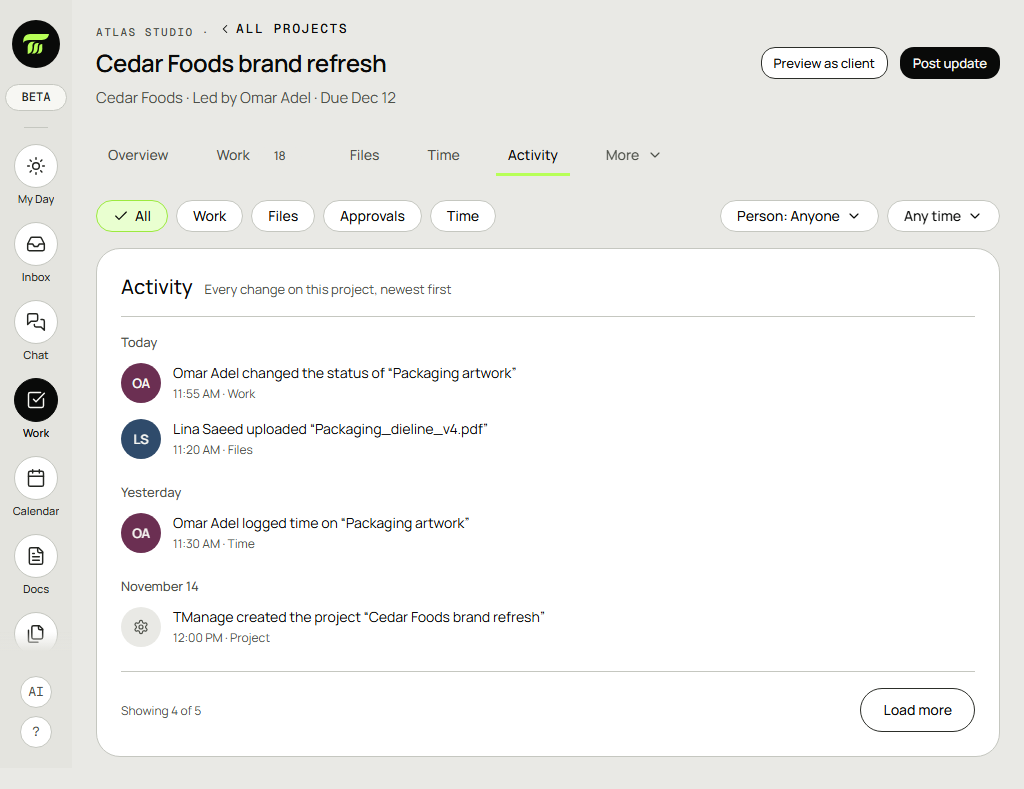 ATLAS STUDIO · < ALL PROJECTS
Cedar Foods brand refresh
Cedar Foods · Led by Omar Adel · Due Dec 12
Preview as client
Post update
BETA
My Day
Inbox
Chat
Work
Calendar
Docs
AI
?
Overview
Work 18
Files
Time
Activity
More
All
Work
Files
Approvals
Time
Person: Anyone
Any time
Activity
Every change on this project, newest first
Today
OA
Omar Adel changed the status of “Packaging artwork”
11:55 AM · Work
LS
Lina Saeed uploaded “Packaging_dieline_v4.pdf”
11:20 AM · Files
Yesterday
OA
Omar Adel logged time on “Packaging artwork”
11:30 AM · Time
November 14
TManage created the project “Cedar Foods brand refresh”
12:00 PM · Project
Showing 4 of 5
Load more